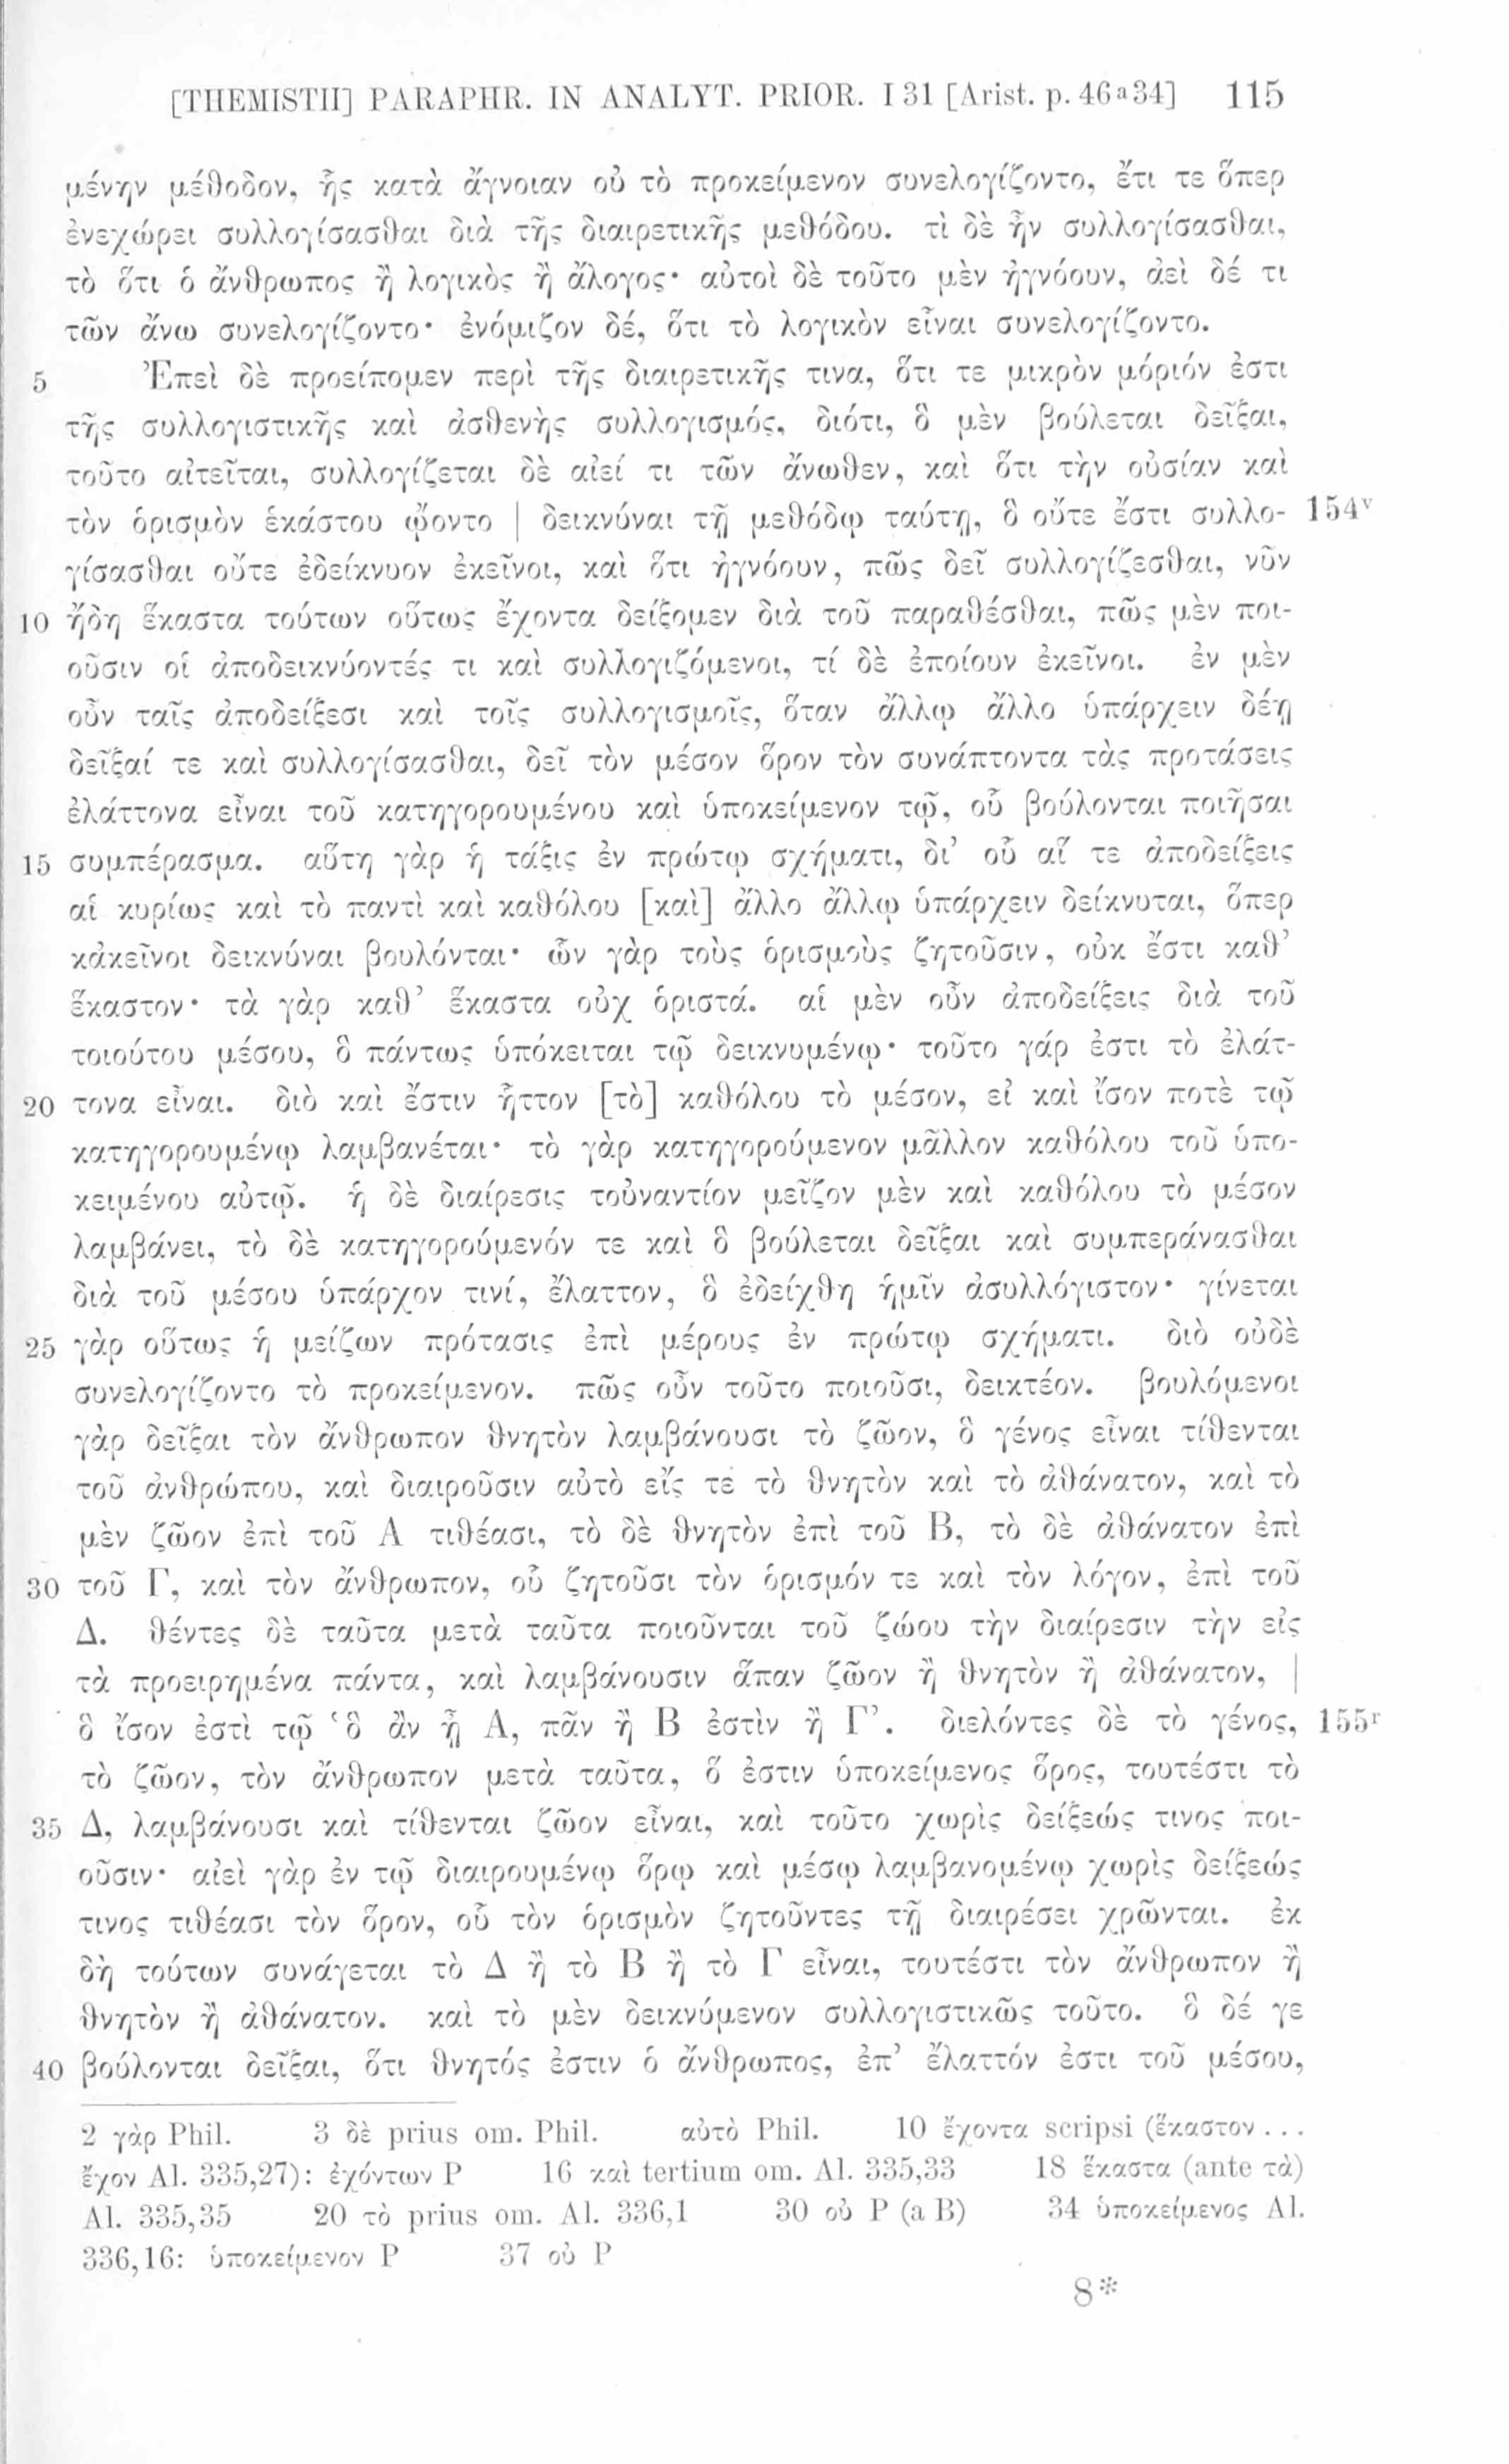 [THEMISTII] PARAPHR. IN ANALYT. PRIOR. I 31 [Arist. p. 46ª34] 115
μένην μέθοδον, ἧς κατὰ ἄγνοιαν οὐ τὸ προκείμενον συνελογίζοντο, ἔτι τε ὅπερ
ἐνεχώρει συλλογίσασθαι διὰ τῆς διαιρετικῆς μεθόδου. τὶ δὲ ἦν συλλογίσασθαι,
τὸ ὅτι ὁ ἄνθρωπος ἢ λογικὸς ἢ ἄλογος· αὐτοὶ δὲ τοῦτο μὲν ἠγνόουν, ἀεὶ δέ τι
τῶν ἄνω συνελογίζοντο· ἐνόμιζον δέ, ὅτι τὸ λογικὸν εἶναι συνελογίζοντο.
5 Ἐπεὶ δὲ προείπομεν περὶ τῆς διαιρετικῆς τινα, ὅτι τε μικρὸν μόριόν ἐστι
τῆς συλλογιστικῆς καὶ ἀσθενὴς συλλογισμός, διότι, ὃ μὲν βούλεται δεῖξαι,
τοῦτο αἰτεῖται, συλλογίζεται δὲ αἰεί τι τῶν ἄνωθεν, καὶ ὅτι τὴν οὐσίαν καὶ
τὸν ὁρισμὸν ἑκάστου ᾤοντο | δεικνύναι τῇ μεθόδῳ ταύτῃ, ὃ οὔτε ἔστι συλλο- 154ᵛ
γίσασθαι οὔτε ἐδείκνυον ἐκεῖνοι, καὶ ὅτι ἠγνόουν, πῶς δεῖ συλλογίζεσθαι, νῦν
10 ἤδη ἕκαστα τούτων οὕτως ἔχοντα δείξομεν διὰ τοῦ παραθέσθαι, πῶς μὲν ποι-
οῦσιν οἱ ἀποδεικνύοντές τι καὶ συλλογιζόμενοι, τί δὲ ἐποίουν ἐκεῖνοι. ἐν μὲν
οὖν ταῖς ἀποδείξεσι καὶ τοῖς συλλογισμοῖς, ὅταν ἄλλῳ ἄλλο ὑπάρχειν δέῃ
δεῖξαί τε καὶ συλλογίσασθαι, δεῖ τὸν μέσον ὅρον τὸν συνάπτοντα τὰς προτάσεις
ἐλάττονα εἶναι τοῦ κατηγορουμένου καὶ ὑποκείμενον τῷ, οὗ βούλονται ποιῆσαι
15 συμπέρασμα. αὕτη γὰρ ἡ τάξις ἐν πρώτῳ σχήματι, δι’ οὗ αἵ τε ἀποδείξεις
αἱ κυρίως καὶ τὸ παντὶ καὶ καθόλου [καὶ] ἄλλο ἄλλῳ ὑπάρχειν δείκνυται, ὅπερ
κἀκεῖνοι δεικνύναι βουλόνται· ὧν γὰρ τοὺς ὁρισμοὺς ζητοῦσιν, οὐκ ἔστι καθ’
ἕκαστον· τὰ γὰρ καθ’ ἕκαστα οὐχ ὁριστά. αἱ μὲν οὖν ἀποδείξεις διὰ τοῦ
τοιούτου μέσου, ὃ πάντως ὑπόκειται τῷ δεικνυμένῳ· τοῦτο γάρ ἐστι τὸ ἐλάτ-
20 τονα εἶναι. διὸ καὶ ἔστιν ἧττον [τὸ] καθόλου τὸ μέσον, εἰ καὶ ἴσον ποτὲ τῷ
κατηγορουμένῳ λαμβανέται· τὸ γὰρ κατηγορούμενον μᾶλλον καθόλου τοῦ ὑπο-
κειμένου αὐτῷ. ἡ δὲ διαίρεσις τοὐναντίον μεῖζον μὲν καὶ καθόλου τὸ μέσον
λαμβάνει, τὸ δὲ κατηγορούμενόν τε καὶ ὃ βούλεται δεῖξαι καὶ συμπεράνασθαι
διὰ τοῦ μέσου ὑπάρχον τινί, ἔλαττον, ὃ ἐδείχθη ἡμῖν ἀσυλλόγιστον· γίνεται
25 γὰρ οὕτως ἡ μείζων πρότασις ἐπὶ μέρους ἐν πρώτῳ σχήματι. διὸ οὐδὲ
συνελογίζοντο τὸ προκείμενον. πῶς οὖν τοῦτο ποιοῦσι, δεικτέον. βουλόμενοι
γὰρ δεῖξαι τὸν ἄνθρωπον θνητὸν λαμβάνουσι τὸ ζῶον, ὃ γένος εἶναι τίθενται
τοῦ ἀνθρώπου, καὶ διαιροῦσιν αὐτὸ εἴς τε τὸ θνητὸν καὶ τὸ ἀθάνατον, καὶ τὸ
μὲν ζῶον ἐπὶ τοῦ Α τιθέασι, τὸ δὲ θνητὸν ἐπὶ τοῦ Β, τὸ δὲ ἀθάνατον ἐπὶ
30 τοῦ Γ, καὶ τὸν ἄνθρωπον, οὗ ζητοῦσι τὸν ὁρισμόν τε καὶ τὸν λόγον, ἐπὶ τοῦ
Δ. θέντες δὲ ταῦτα μετὰ ταῦτα ποιοῦνται τοῦ ζώου τὴν διαίρεσιν τὴν εἰς
τὰ προειρημένα πάντα, καὶ λαμβάνουσιν ἅπαν ζῶον ἢ θνητὸν ἢ ἀθάνατον, |
ὃ ἴσον ἐστὶ τῷ ‘ὃ ἂν ᾖ Α, πᾶν ἢ Β ἐστὶν ἢ Γ’. διελόντες δὲ τὸ γένος, 155ʳ
τὸ ζῶον, τὸν ἄνθρωπον μετὰ ταῦτα, ὅ ἐστιν ὑποκείμενος ὅρος, τουτέστι τὸ
35 Δ, λαμβάνουσι καὶ τίθενται ζῶον εἶναι, καὶ τοῦτο χωρὶς δείξεώς τινος ποι-
οῦσιν· αἰεὶ γὰρ ἐν τῷ διαιρουμένῳ ὅρῳ καὶ μέσῳ λαμβανομένῳ χωρὶς δείξεώς
τινος τιθέασι τὸν ὅρον, οὗ τὸν ὁρισμὸν ζητοῦντες τῇ διαιρέσει χρῶνται. ἐκ
δὴ τούτων συνάγεται τὸ Δ ἢ τὸ Β ἢ τὸ Γ εἶναι, τουτέστι τὸν ἄνθρωπον ἢ
θνητὸν ἢ ἀθάνατον. καὶ τὸ μὲν δεικνύμενον συλλογιστικῶς τοῦτο. ὃ δέ γε
40 βούλονται δεῖξαι, ὅτι θνητός ἐστιν ὁ ἄνθρωπος, ἐπ’ ἔλαττόν ἐστι τοῦ μέσου,
2 γὰρ Phil. 3 δὲ prius om. Phil. αὐτὸ Phil. 10 ἔχοντα scripsi (ἕκαστον ...
ἔχον Al. 335,27): ἐχόντων P 16 καὶ tertium om. Al. 335,33 18 ἕκαστα (ante τὰ)
Al. 335,35 20 τὸ prius om. Al. 336,1 30 οὐ P (a B) 34 ὑποκείμενος Al.
336,16: ὑποκείμενον P 37 οὐ P
8*